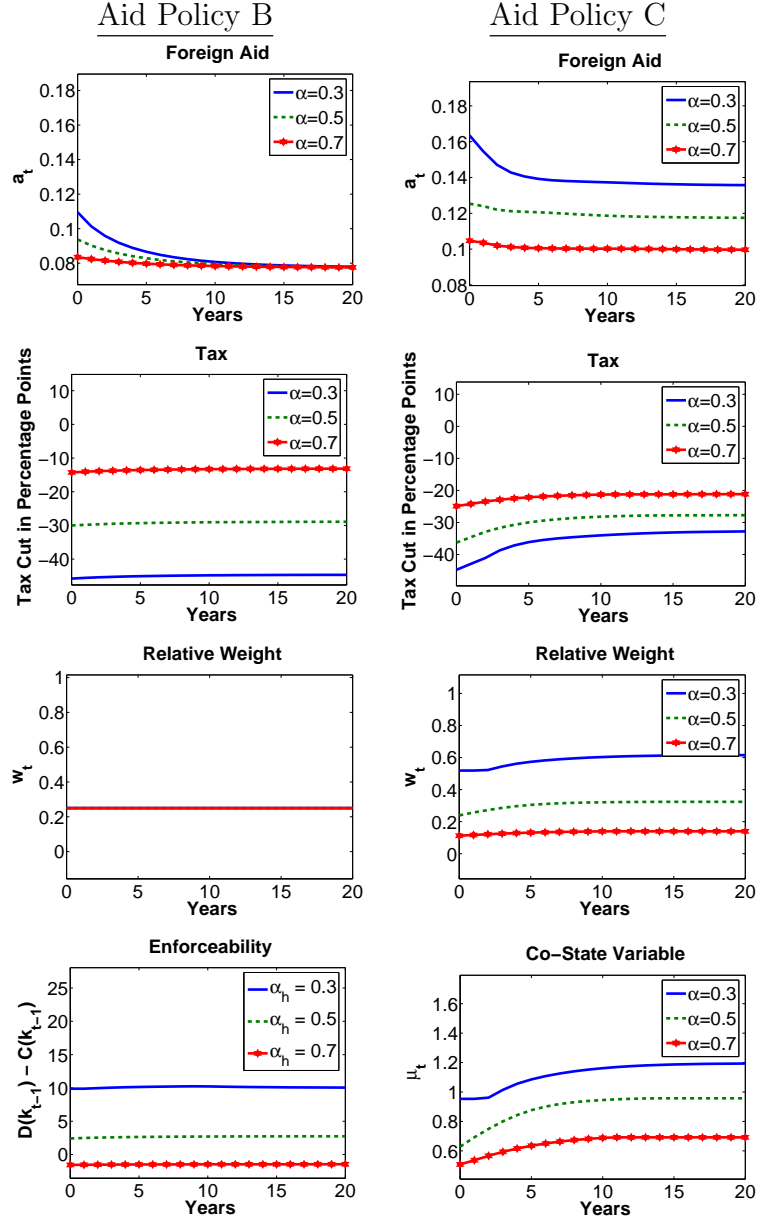 Aid Policy B
Foreign Aid
0.18
0.16
0.14
0.12
0.1
0.08
a_t
α=0.3
α=0.5
α=0.7
0 5 10 15 20
Years
Tax
10
0
−10
−20
−30
−40
Tax Cut in Percentage Points
α=0.3
α=0.5
α=0.7
0 5 10 15 20
Years
Relative Weight
1
0.8
0.6
0.4
0.2
0
w_t
0 5 10 15 20
Years
Enforceability
25
20
15
10
5
0
D(k_{t−1}) − C(k_{t−1})
α_h = 0.3
α_h = 0.5
α_h = 0.7
0 5 10 15 20
Years
Aid Policy C
Foreign Aid
0.18
0.16
0.14
0.12
0.1
0.08
a_t
α=0.3
α=0.5
α=0.7
0 5 10 15 20
Years
Tax
10
0
−10
−20
−30
−40
Tax Cut in Percentage Points
α=0.3
α=0.5
α=0.7
0 5 10 15 20
Years
Relative Weight
1
0.8
0.6
0.4
0.2
0
w_t
α=0.3
α=0.5
α=0.7
0 5 10 15 20
Years
Co−State Variable
1.6
1.4
1.2
1
0.8
0.6
μ_t
α=0.3
α=0.5
α=0.7
0 5 10 15 20
Years